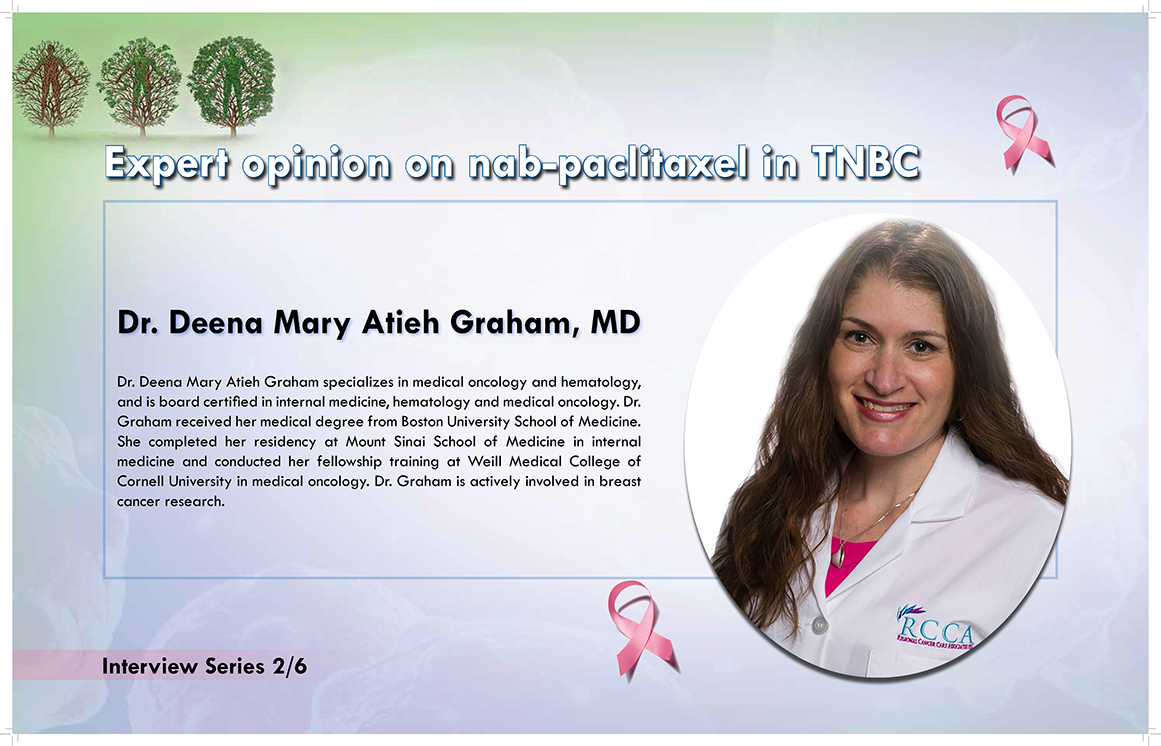 Expert opinion on nab-paclitaxel in TNBC
Dr. Deena Mary Atieh Graham, MD
Dr. Deena Mary Atieh Graham specializes in medical oncology and hematology,
and is board certified in internal medicine, hematology and medical oncology. Dr.
Graham received her medical degree from Boston University School of Medicine.
She completed her residency at Mount Sinai School of Medicine in internal
medicine and conducted her fellowship training at Weill Medical College of
Cornell University in medical oncology. Dr. Graham is actively involved in breast
cancer research.
RCCA
Regional Cancer Care Associates
Interview Series 2/6